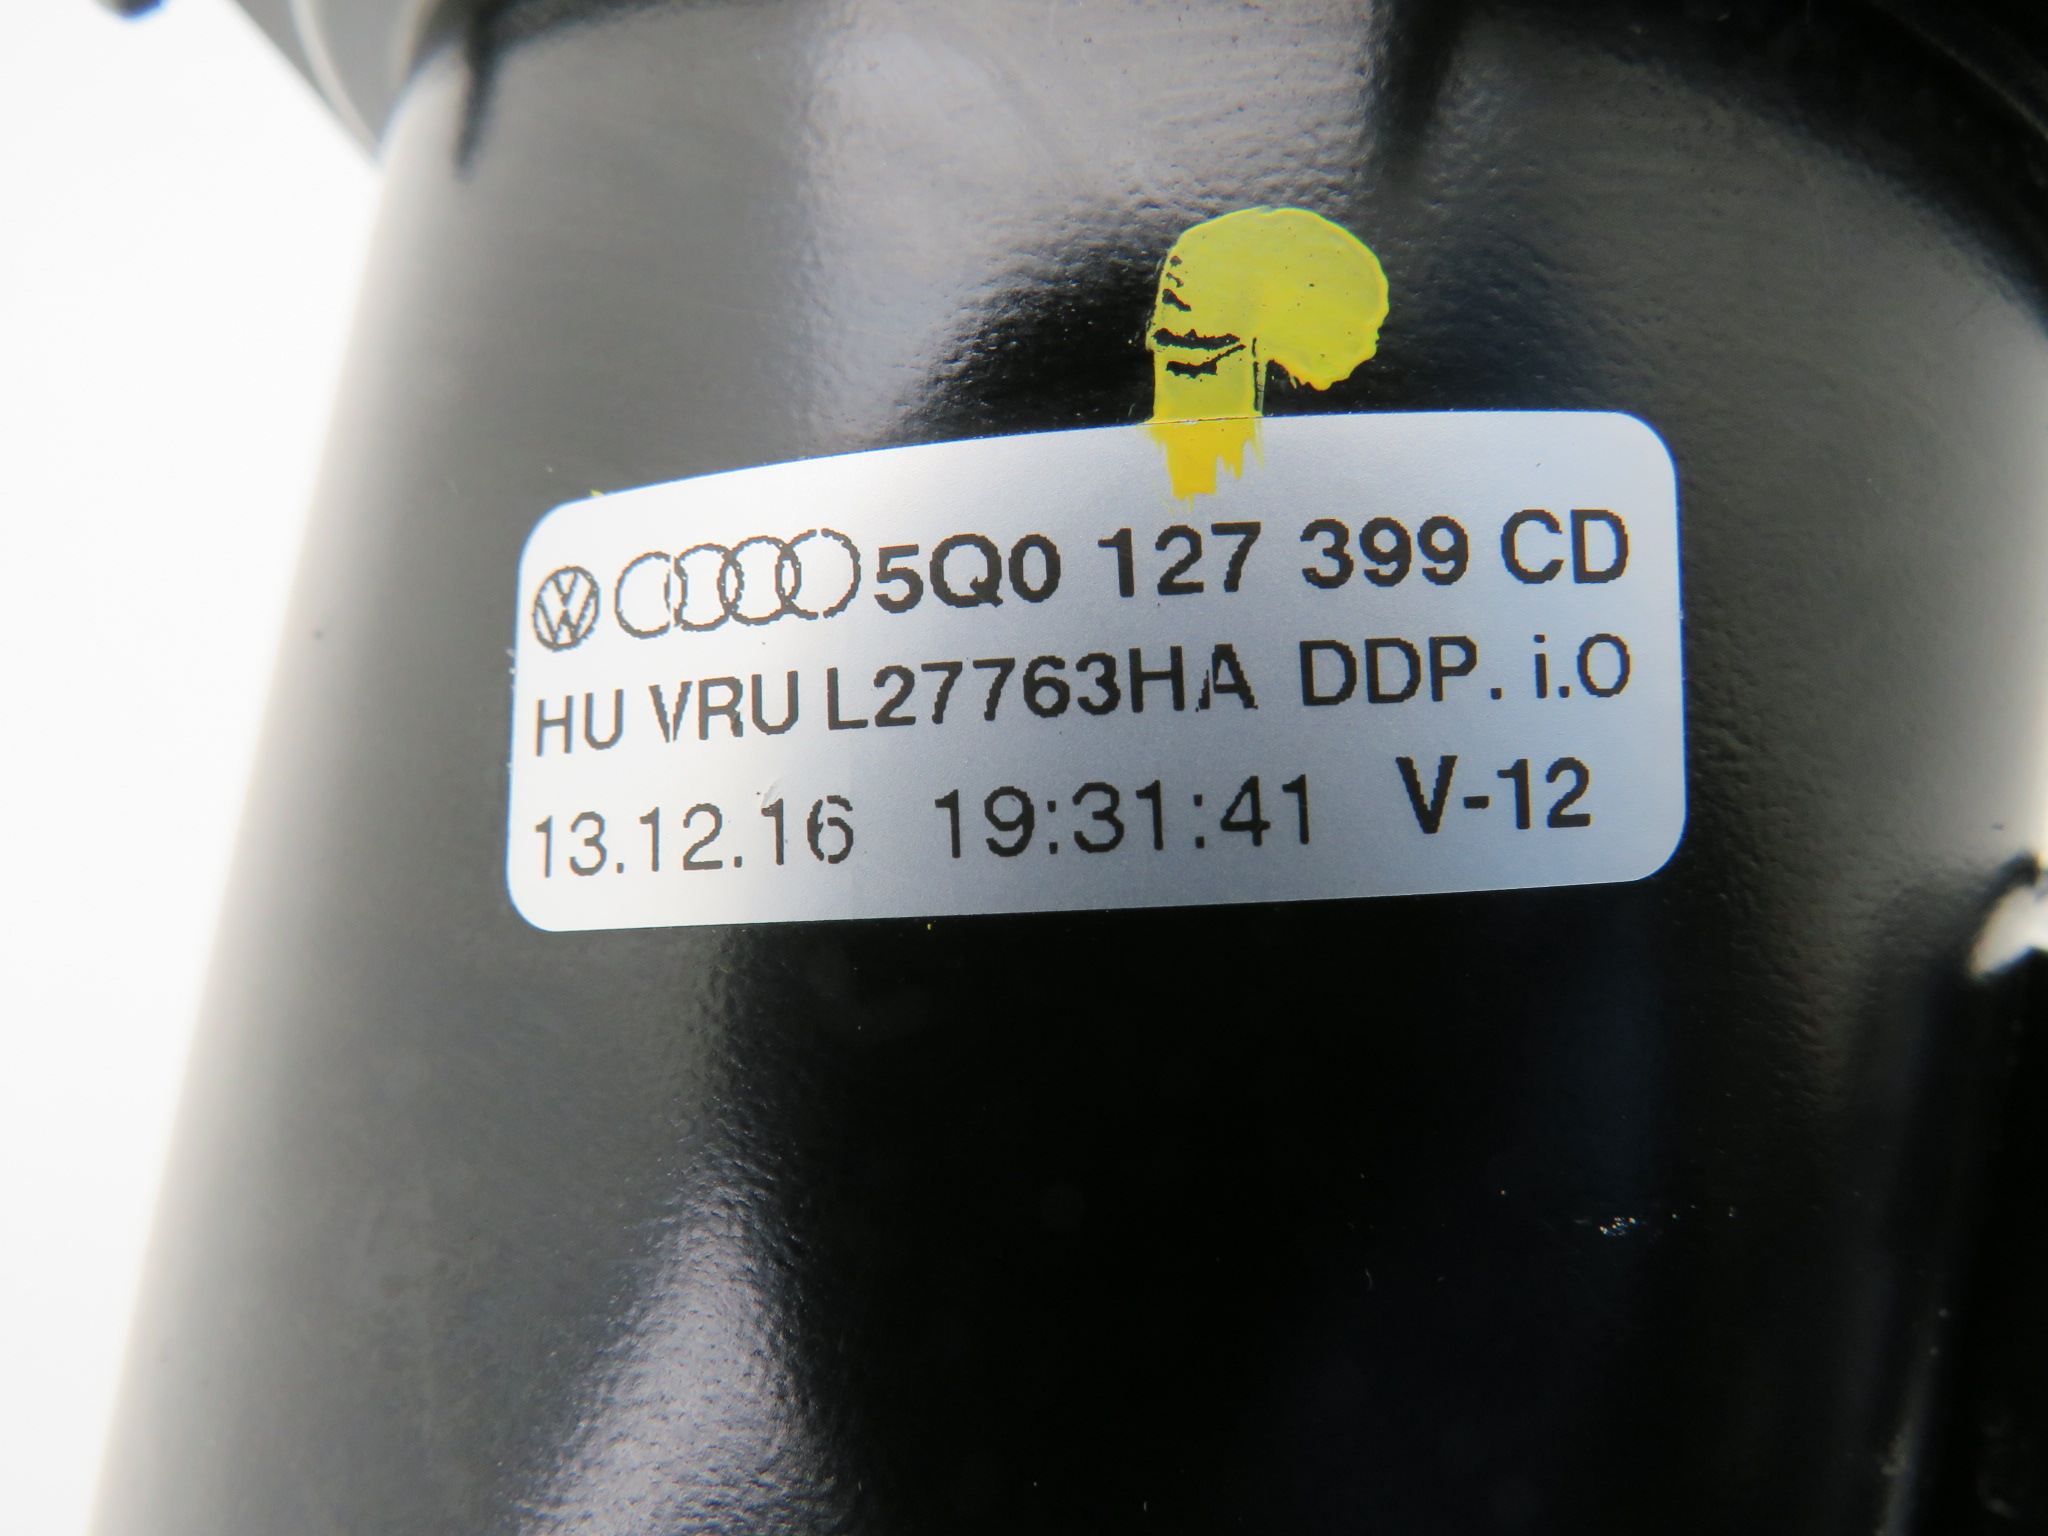 5Q0 127 399 CD
HU VRU L27763HA DDP. i.O
13.12.16 19:31:41 V-12